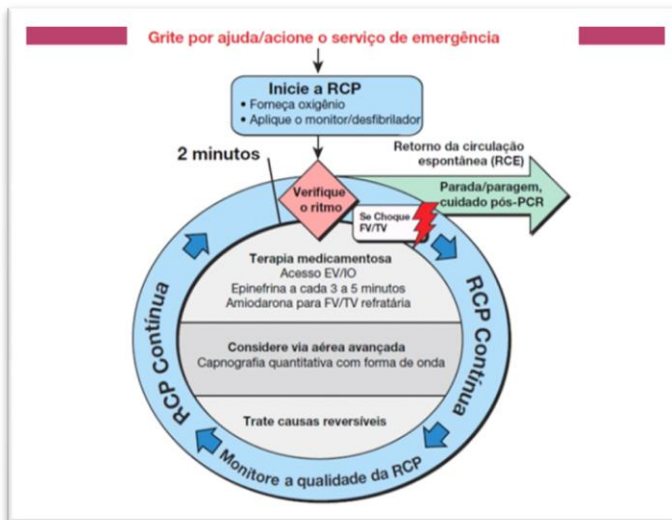 Grite por ajuda/acione o serviço de emergência
Inicie a RCP
• Forneça oxigênio
• Aplique o monitor/desfibrilador
2 minutos
Verifique
o ritmo
Retorno da circulação
espontânea (RCE)
Parada/paragem,
cuidado pós-PCR
Se Choque
FV/TV
Terapia medicamentosa
Acesso EV/IO
Epinefrina a cada 3 a 5 minutos
Amiodarona para FV/TV refratária
Considere via aérea avançada
Capnografia quantitativa com forma de onda
Trate causas reversíveis
RCP Contínua
RCP Contínua
Monitore a qualidade da RCP